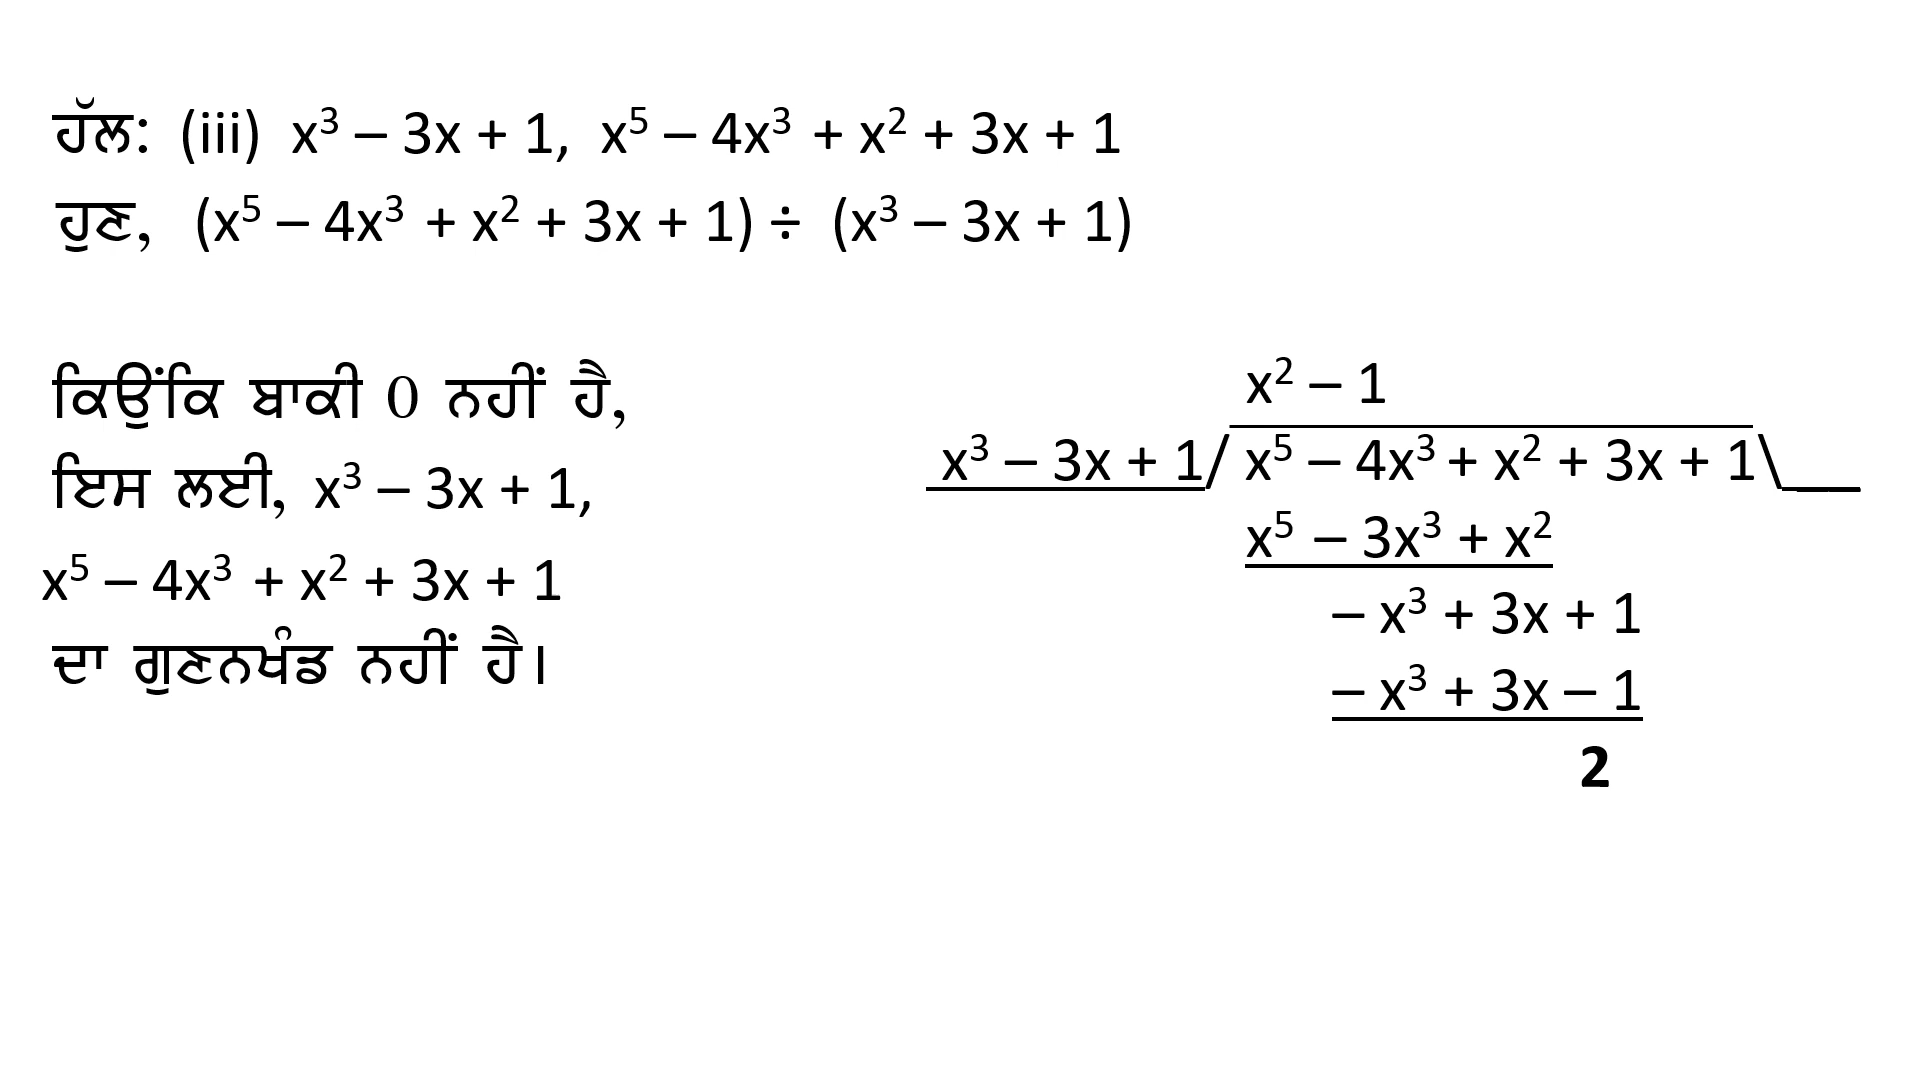 ਹੱਲ: (iii) x³ – 3x + 1, x⁵ – 4x³ + x² + 3x + 1
ਹੁਣ, (x⁵ – 4x³ + x² + 3x + 1) ÷ (x³ – 3x + 1)
ਕਿਉਂਕਿ ਬਾਕੀ 0 ਨਹੀਂ ਹੈ,
ਇਸ ਲਈ, x³ – 3x + 1,
x⁵ – 4x³ + x² + 3x + 1
ਦਾ ਗੁਣਨਖੰਡ ਨਹੀਂ ਹੈ।
x² – 1
x³ – 3x + 1/ x⁵ – 4x³ + x² + 3x + 1\___
x⁵ – 3x³ + x²
– x³ + 3x + 1
– x³ + 3x – 1
2